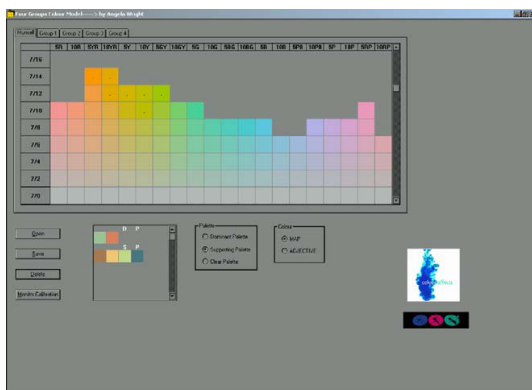 Four Groups Colour Model ----> by Angela Wright
Munsell Group 1 Group 2 Group 3 Group 4
5R 10R 5YR 10YR 5Y 10Y 5GY 10GY 5G 10G 5BG 10BG 5B 10B 5PB 10PB 5P 10P 5RP 10RP
7/16
7/14
7/12
7/10
7/8
7/6
7/4
7/2
7/0
Open
Save
Delete
Monitor Calibration
D P
S P
Palette
Dominant Palette
Supporting Palette
Clear Palette
Colour
MAP
ADJECTIVE